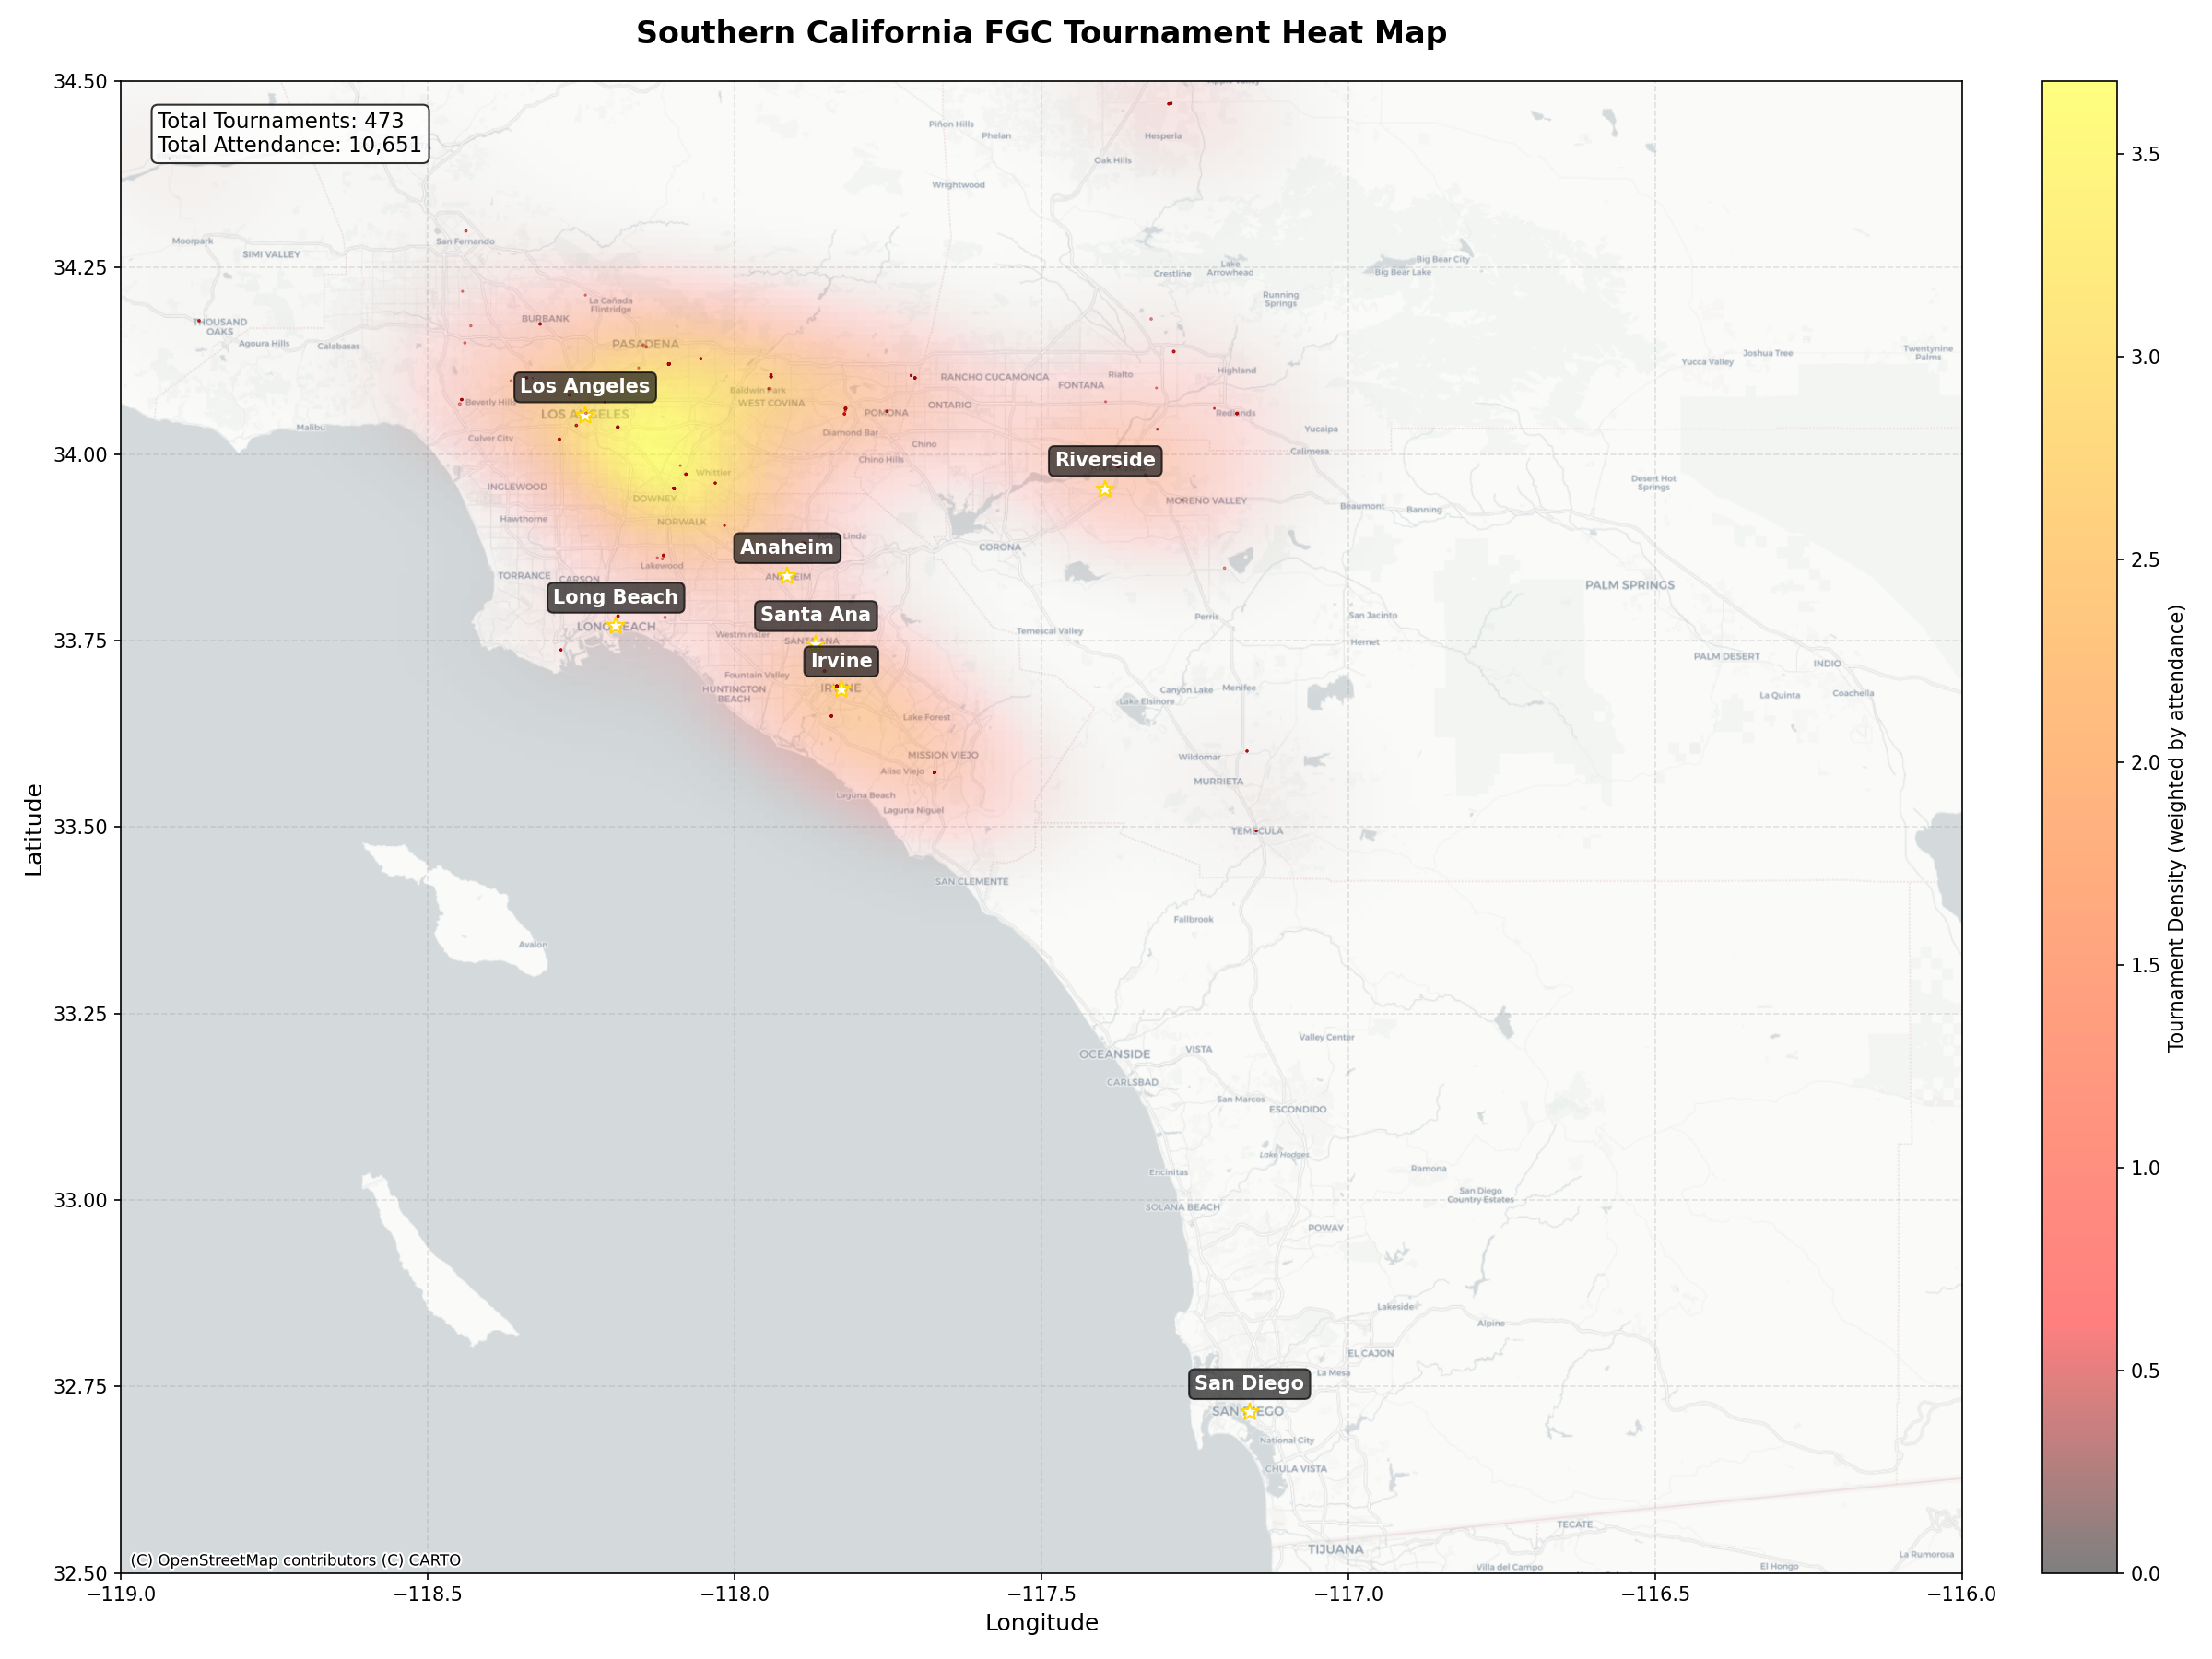 Southern California FGC Tournament Heat Map
Total Tournaments: 473
Total Attendance: 10,651
34.50
34.25
34.00
33.75
33.50
33.25
33.00
32.75
32.50
Latitude
−119.0
−118.5
−118.0
−117.5
−117.0
−116.5
−116.0
Longitude
3.5
3.0
2.5
2.0
1.5
1.0
0.5
0.0
Tournament Density (weighted by attendance)
Los Angeles
Riverside
Anaheim
Long Beach
Santa Ana
Irvine
San Diego
Piñon Hills
Phelan
Hesperia
Oak Hills
Wrightwood
Moorpark
SIMI VALLEY
San Fernando
Crestline
Lake
Arrowhead
Big Bear City
Big Bear Lake
Running
Springs
La Cañada
Flintridge
BURBANK
THOUSAND
OAKS
Agoura Hills
Calabasas
PASADENA
Yucca Valley
Joshua Tree
Twentynine
Palms
Highland
Rialto
RANCHO CUCAMONGA
FONTANA
Baldwin Park
WEST COVINA
Beverly Hills
LOS ANGELES
POMONA
ONTARIO
Redlands
Malibu
Culver City
Diamond Bar
Chino
Chino Hills
Yucaipa
Calimesa
Whittier
INGLEWOOD
DOWNEY
MORENO VALLEY
Beaumont
Banning
Desert Hot
Springs
Hawthorne
NORWALK
Linda
CORONA
Lakewood
TORRANCE
CARSON
PALM SPRINGS
Perris
San Jacinto
Hemet
Temescal Valley
Westminster
PALM DESERT
INDIO
Fountain Valley
HUNTINGTON
BEACH
Canyon Lake
Menifee
Lake Elsinore
La Quinta
Coachella
Lake Forest
MISSION VIEJO
Wildomar
Aliso Viejo
MURRIETA
Laguna Beach
Laguna Niguel
TEMECULA
SAN CLEMENTE
Fallbrook
Avalon
Valley Center
OCEANSIDE
VISTA
CARLSBAD
San Marcos
ESCONDIDO
Lake Hodges
Encinitas
Ramona
San Diego
Country Estates
SOLANA BEACH
POWAY
Lakeside
Alpine
EL CAJON
La Mesa
National City
CHULA VISTA
TECATE
TIJUANA
La Rumorosa
Villa del Campo
El Hongo
(C) OpenStreetMap contributors (C) CARTO